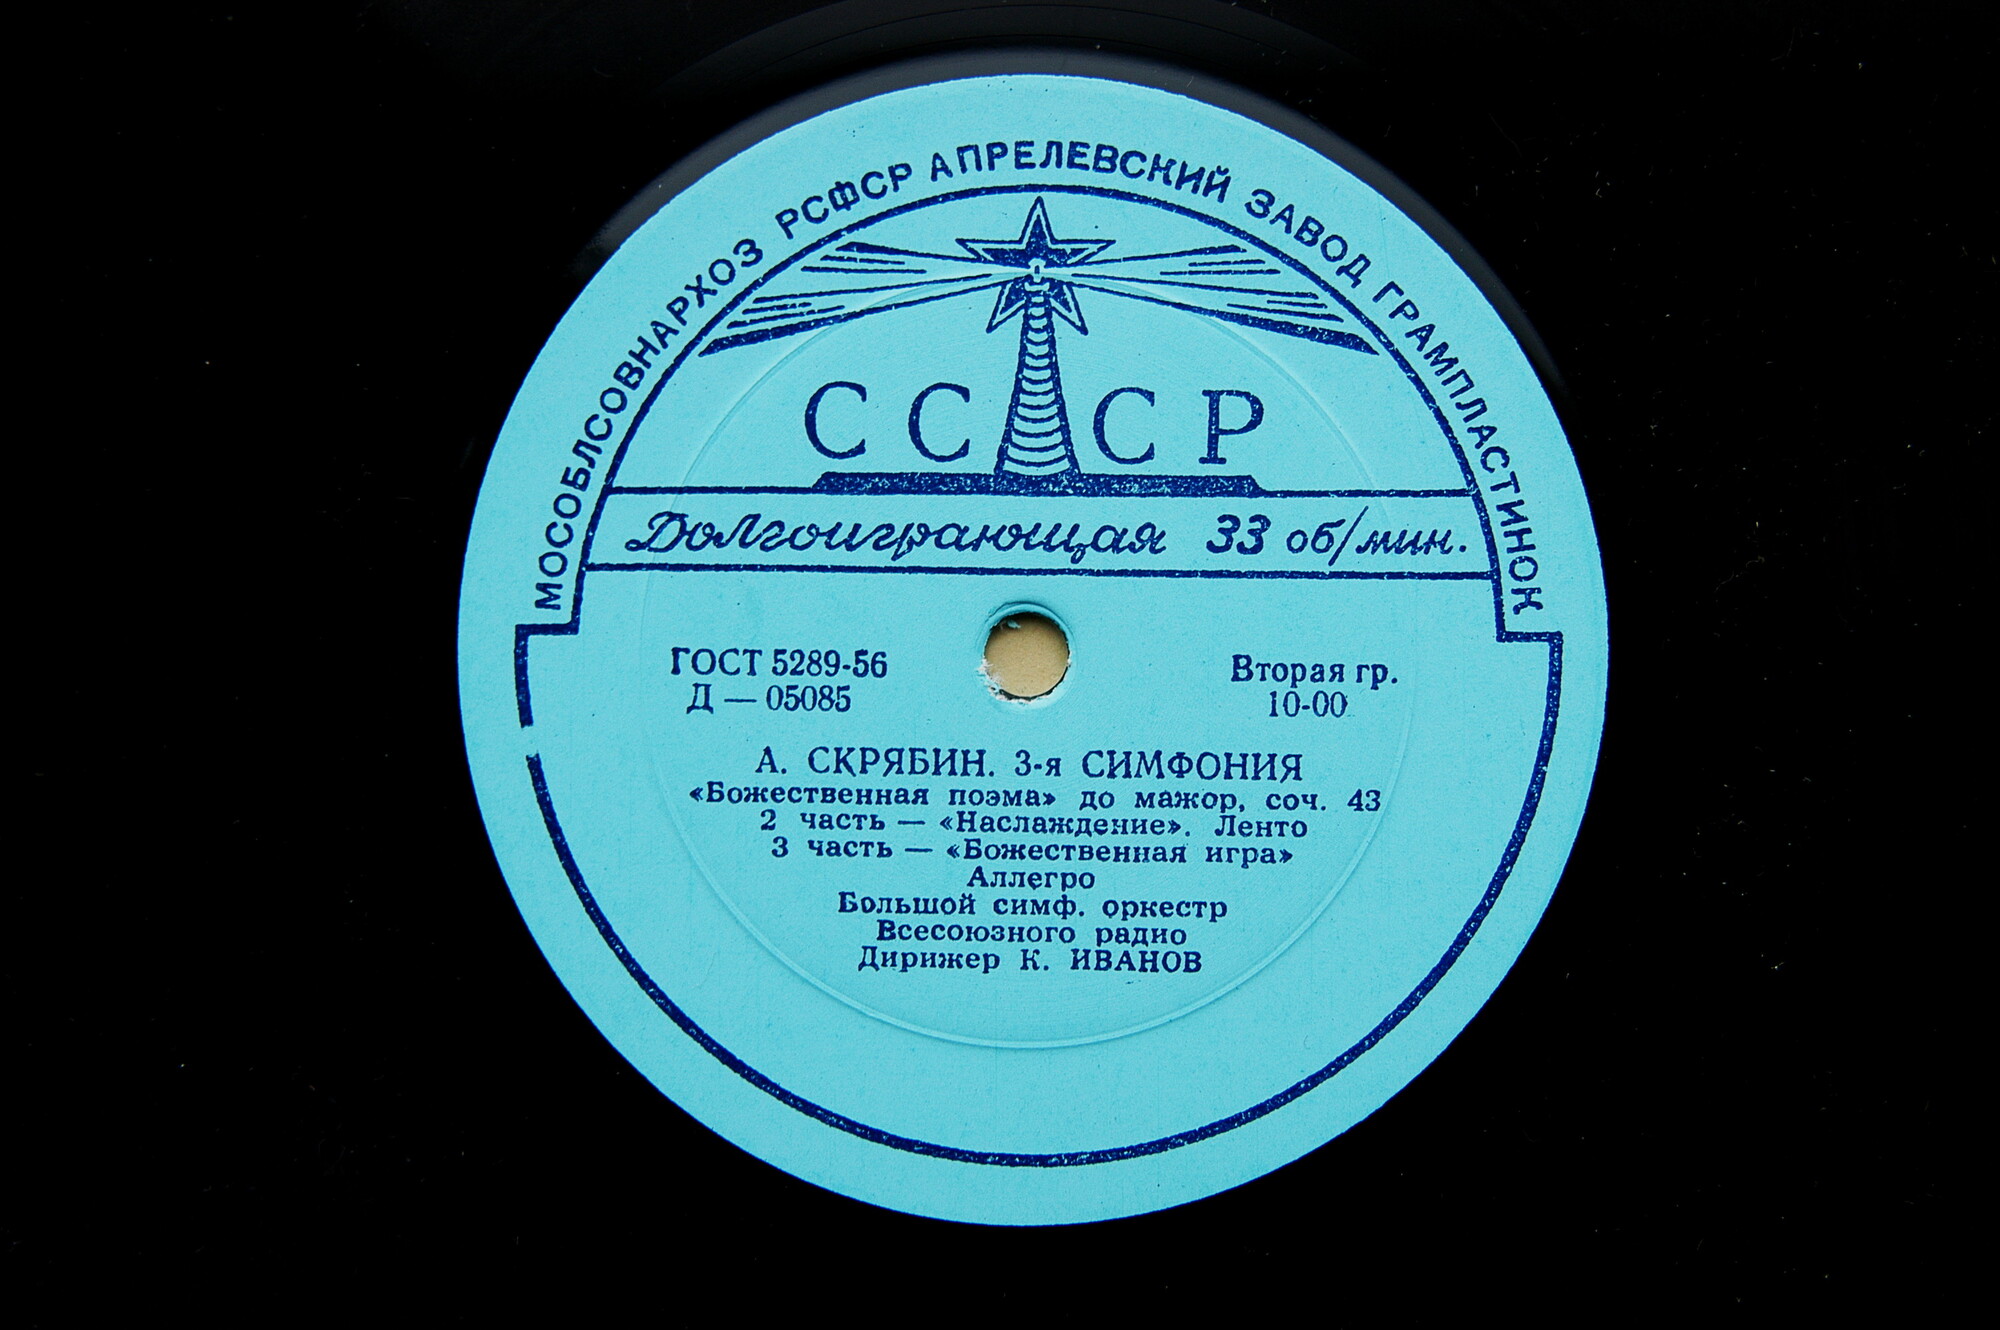 МОСОБЛСОВНАРХОЗ РСФСР АПРЕЛЕВСКИЙ ЗАВОД ГРАМПЛАСТИНОК
СССР
Долгоиграющая 33 об/мин.
ГОСТ 5289-56
Д — 05085
Вторая гр.
10-00
А. СКРЯБИН. 3-я СИМФОНИЯ
«Божественная поэма» до мажор, соч. 43
2 часть — «Наслаждение». Ленто
3 часть — «Божественная игра»
Аллегро
Большой симф. оркестр
Всесоюзного радио
Дирижер К. ИВАНОВ